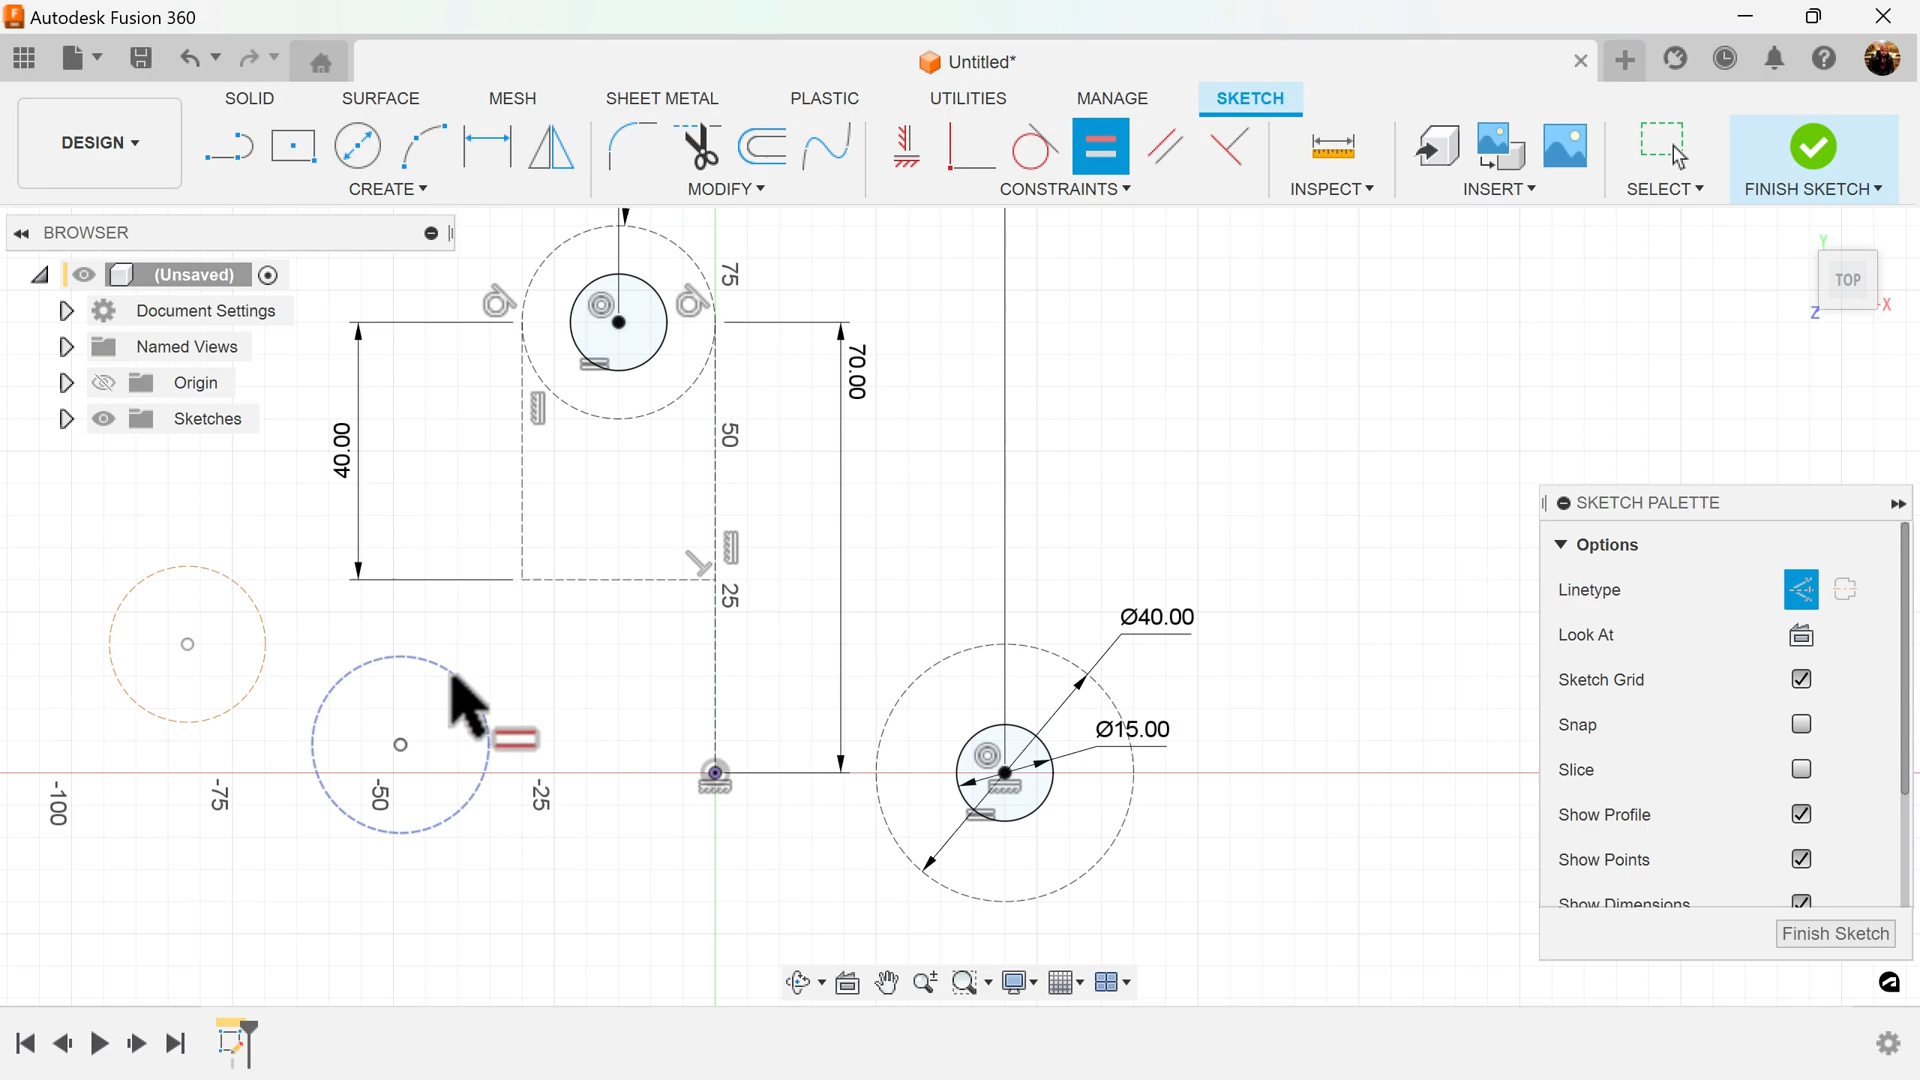 Autodesk Fusion 360
Untitled*
SOLID
SURFACE
MESH
SHEET METAL
PLASTIC
UTILITIES
MANAGE
SKETCH
DESIGN
CREATE
MODIFY
CONSTRAINTS
INSPECT
INSERT
SELECT
FINISH SKETCH
BROWSER
(Unsaved)
Document Settings
Named Views
Origin
Sketches
TOP
Y
X
Z
75
70.00
40.00
50
25
Ø40.00
Ø15.00
-100
-75
-50
-25
SKETCH PALETTE
Options
Linetype
Look At
Sketch Grid
Snap
Slice
Show Profile
Show Points
Show Dimensions
Finish Sketch